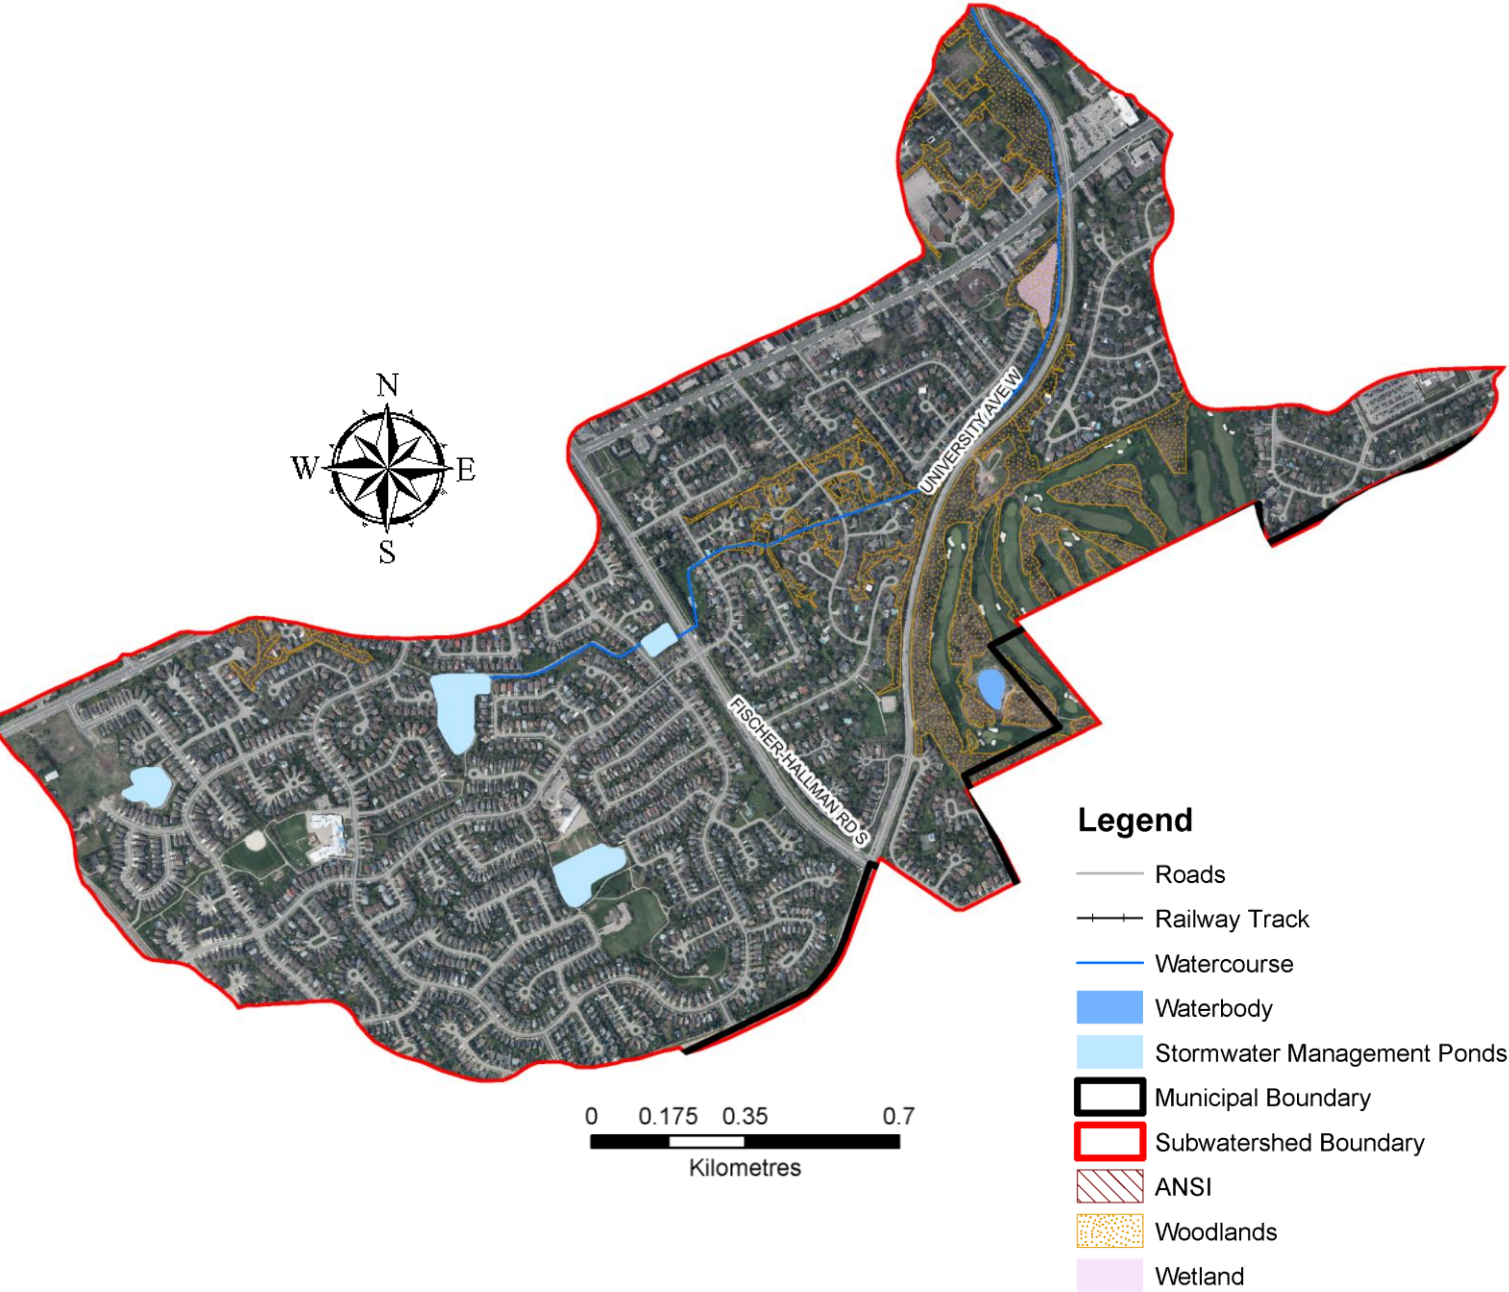 N
W E
S
UNIVERSITY AVE W
FISCHER-HALLMAN RD S
0 0.175 0.35 0.7
Kilometres
Legend
Roads
Railway Track
Watercourse
Waterbody
Stormwater Management Ponds
Municipal Boundary
Subwatershed Boundary
ANSI
Woodlands
Wetland